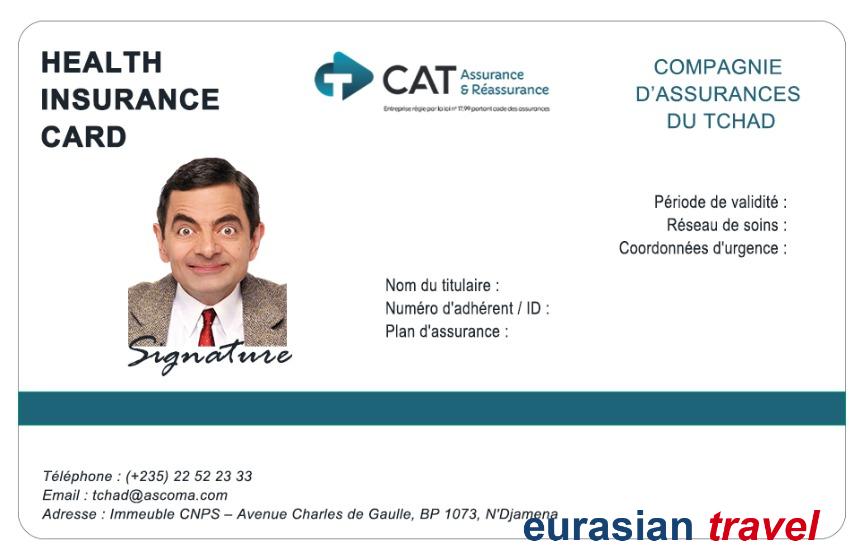 HEALTH
INSURANCE
CARD
CAT Assurance
& Réassurance
Entreprise régie par la loi n° 17.99 portant code des assurances
COMPAGNIE
D'ASSURANCES
DU TCHAD
Période de validité :
Réseau de soins :
Coordonnées d'urgence :
Nom du titulaire :
Numéro d'adhérent / ID :
Plan d'assurance :
Signature
Téléphone : (+235) 22 52 23 33
Email : tchad@ascoma.com
Adresse : Immeuble CNPS – Avenue Charles de Gaulle, BP 1073, N'Djamena
eurasian travel